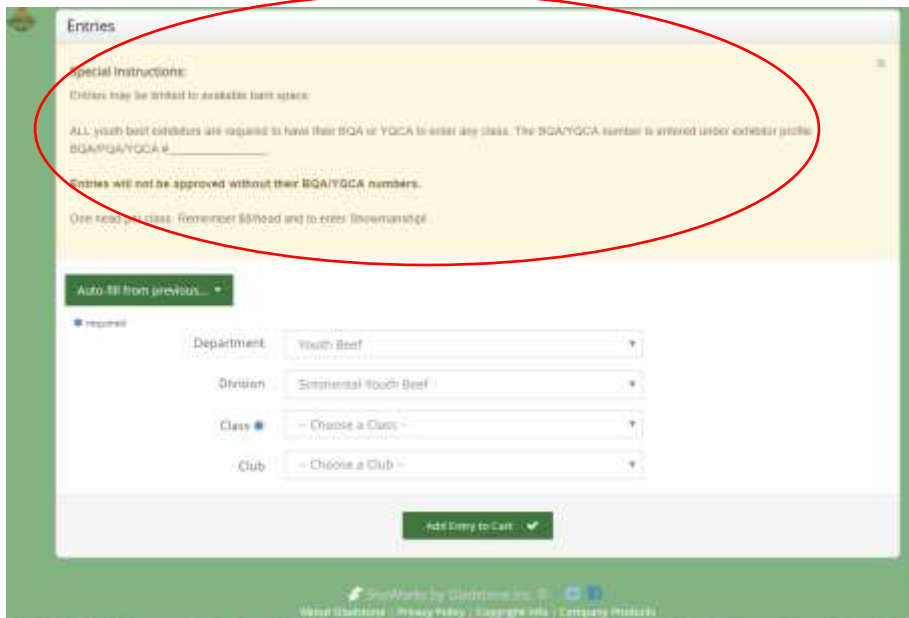 Entries
Special Instructions:
Entries may be limited to available barn space.
ALL youth beef exhibitors are required to have their BQA or YQCA to enter any class. The BQA/YQCA number is entered under exhibitor profile.
BQA/PQA/YQCA #________________
Entries will not be approved without their BQA/YQCA numbers.
One head per class. Remember $8/head and to enter Showmanship!
Auto-fill from previous...
required
Department Youth Beef
Division Simmental-Youth Beef
Class -- Choose a Class --
Club -- Choose a Club --
Add Entry to Cart
ShoWorks by Gladstone Inc. ©
About Gladstone | Privacy Policy | Copyright Info | Company Products